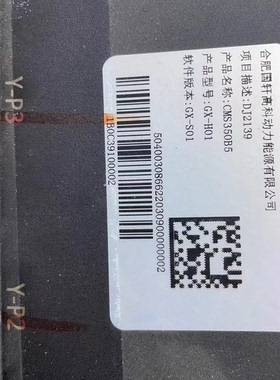 合肥国轩高科动力能源有限公司
项目描述:DJ2139
产品名称:CMS350B5
产品型号:GX-H01
软件版本:GX-S01
50400308662203090000000002
1B0C39100002
Y-P3
Y-P2